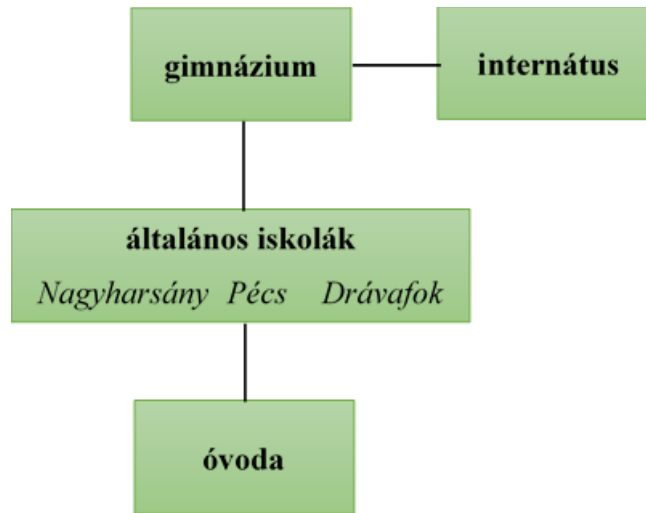 gimnázium
internátus
általános iskolák
Nagyharsány Pécs Drávafok
óvoda